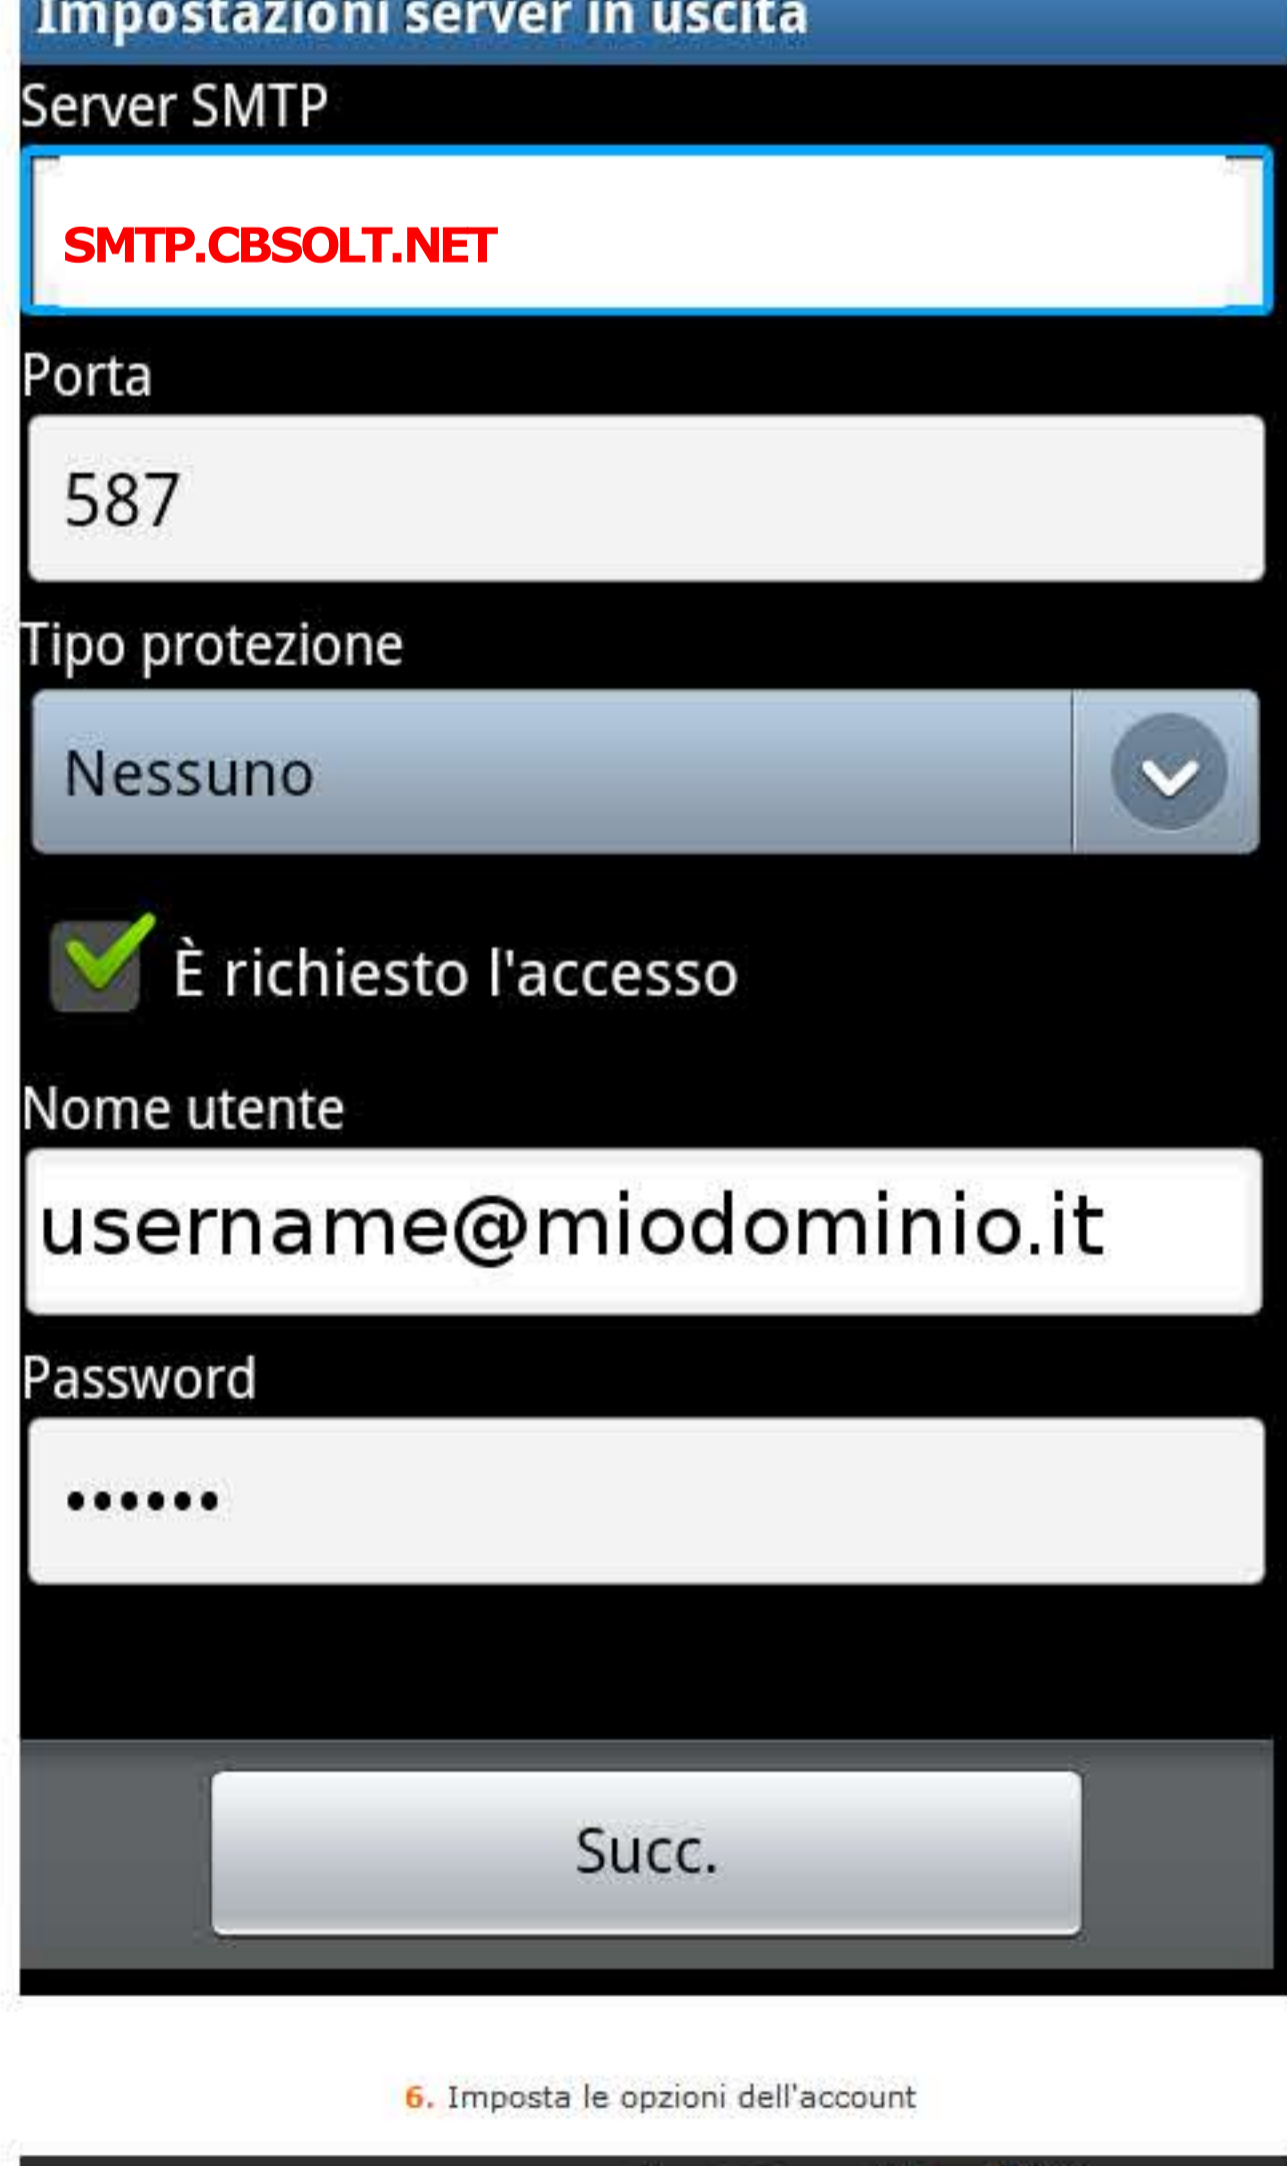 Impostazioni server in uscita
Server SMTP
SMTP.CBSOLT.NET
Porta
587
Tipo protezione
Nessuno
È richiesto l'accesso
Nome utente
username@miodominio.it
Password
••••••
Succ.
6. Imposta le opzioni dell'account